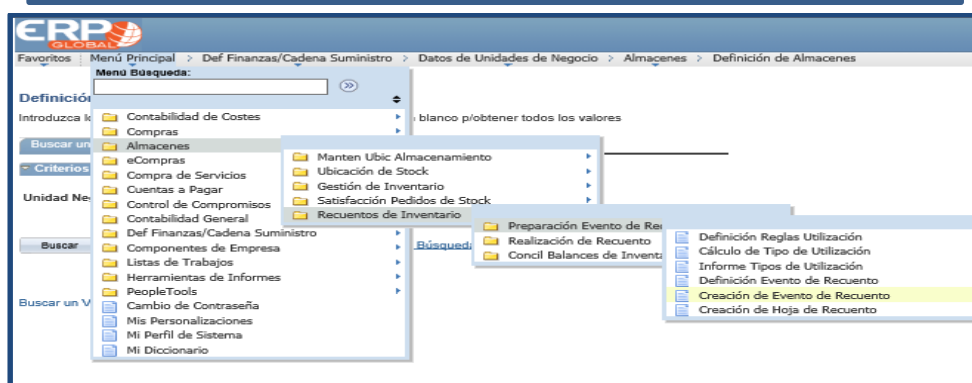 ERP
GLOBAL
Favoritos Menú Principal > Def Finanzas/Cadena Suministro > Datos de Unidades de Negocio > Almacenes > Definición de Almacenes
Menú Búsqueda:
Definición
Introduzca blanco p/obtener todos los valores
Buscar un
Criterios
Unidad Ne
Buscar
Búsqueda
Buscar un V
Contabilidad de Costes
Compras
Almacenes
eCompras
Compra de Servicios
Cuentas a Pagar
Control de Compromisos
Contabilidad General
Def Finanzas/Cadena Suministro
Componentes de Empresa
Listas de Trabajos
Herramientas de Informes
PeopleTools
Cambio de Contraseña
Mis Personalizaciones
Mi Perfil de Sistema
Mi Diccionario
Manten Ubic Almacenamiento
Ubicación de Stock
Gestión de Inventario
Satisfacción Pedidos de Stock
Recuentos de Inventario
Preparación Evento de Re
Realización de Recuento
Concil Balances de Inventa
Definición Reglas Utilización
Cálculo de Tipo de Utilización
Informe Tipos de Utilización
Definición Evento de Recuento
Creación de Evento de Recuento
Creación de Hoja de Recuento